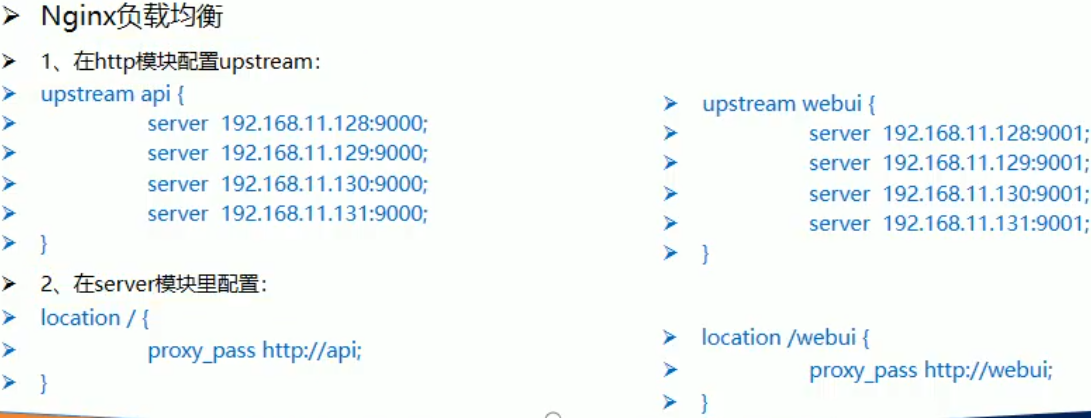 Nginx负载均衡
1、在http模块配置upstream：
upstream api {
server 192.168.11.128:9000;
server 192.168.11.129:9000;
server 192.168.11.130:9000;
server 192.168.11.131:9000;
}
2、在server模块里配置：
location / {
proxy_pass http://api;
}
upstream webui {
server 192.168.11.128:9001;
server 192.168.11.129:9001;
server 192.168.11.130:9001;
server 192.168.11.131:9001;
}
location /webui {
proxy_pass http://webui;
}